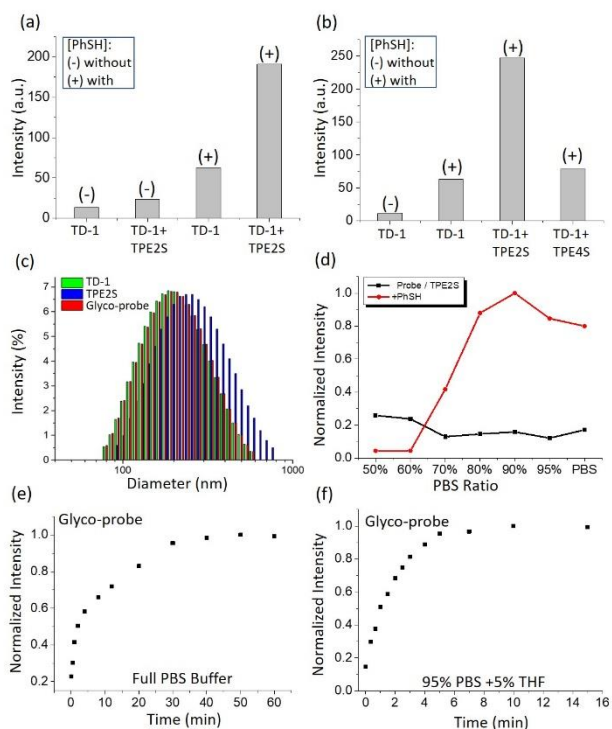 (a)
[PhSH]:
(-) without
(+) with
Intensity (a.u.)
200
150
100
50
0
(-)
(-)
(+)
(+)
TD-1
TD-1+
TPE2S
TD-1
TD-1+
TPE2S
(b)
[PhSH]:
(-) without
(+) with
Intensity (a.u.)
250
200
150
100
50
0
(-)
(+)
(+)
(+)
TD-1
TD-1
TD-1+
TPE2S
TD-1+
TPE4S
(c)
TD-1
TPE2S
Glyco-probe
Intensity (%)
7
6
5
4
3
2
1
0
100
1000
Diameter (nm)
(d)
Probe / TPE2S
+PhSH
Normalized Intensity
1.0
0.8
0.6
0.4
0.2
0.0
50%
60%
70%
80%
90%
95%
PBS
PBS Ratio
(e)
Glyco-probe
Normalized Intensity
1.0
0.8
0.6
0.4
0.2
Full PBS Buffer
0
10
20
30
40
50
60
Time (min)
(f)
Glyco-probe
Normalized Intensity
1.0
0.8
0.6
0.4
0.2
0.0
95% PBS +5% THF
0
2
4
6
8
10
12
14
16
Time (min)